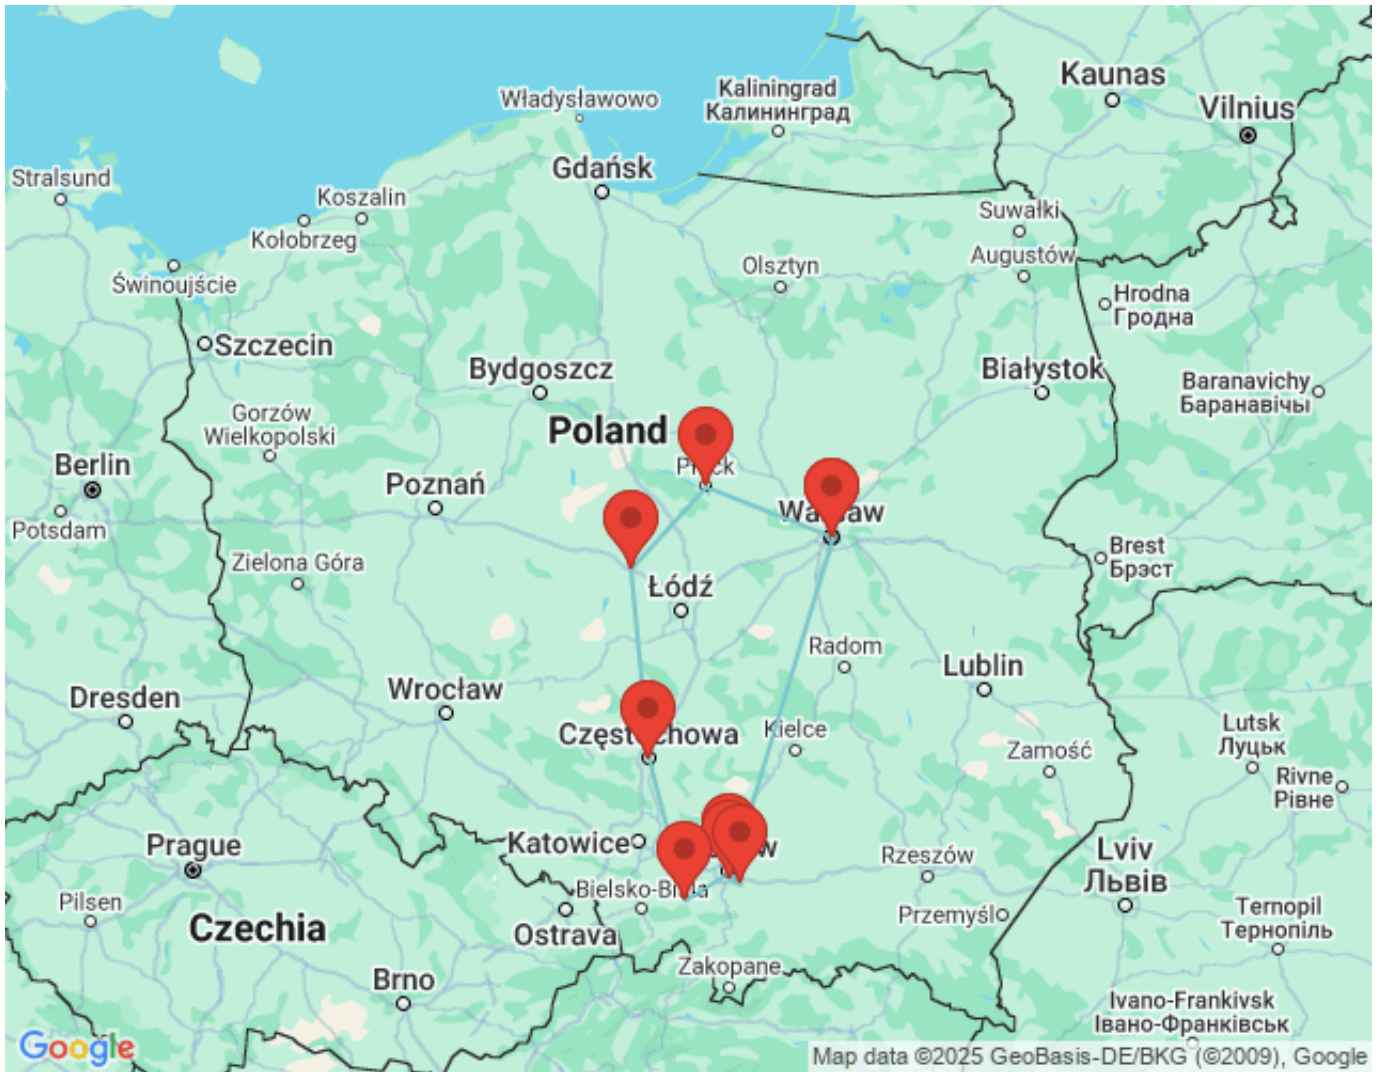 Kaunas
Vilnius
Kaliningrad
Калининград
Władysławowo
Gdańsk
Stralsund
Koszalin
Kołobrzeg
Suwałki
Augustów
Olsztyn
Świnoujście
Hrodna
Гродна
Szczecin
Bydgoszcz
Białystok
Baranavichy
Баранавічы
Gorzów
Wielkopolski
Poland
Berlin
Poznań
Potsdam
Zielona Góra
Brest
Брэст
Łódź
Radom
Lublin
Wrocław
Dresden
Kielce
Lutsk
Луцьк
Zamość
Rivne
Рівне
Prague
Katowice
Rzeszów
Lviv
Львів
Pilsen
Przemyśl
Ternopil
Тернопіль
Czechia
Ostrava
Zakopane
Brno
Ivano-Frankivsk
Івано-Франківськ
Google
Map data ©2025 GeoBasis-DE/BKG (©2009), Google